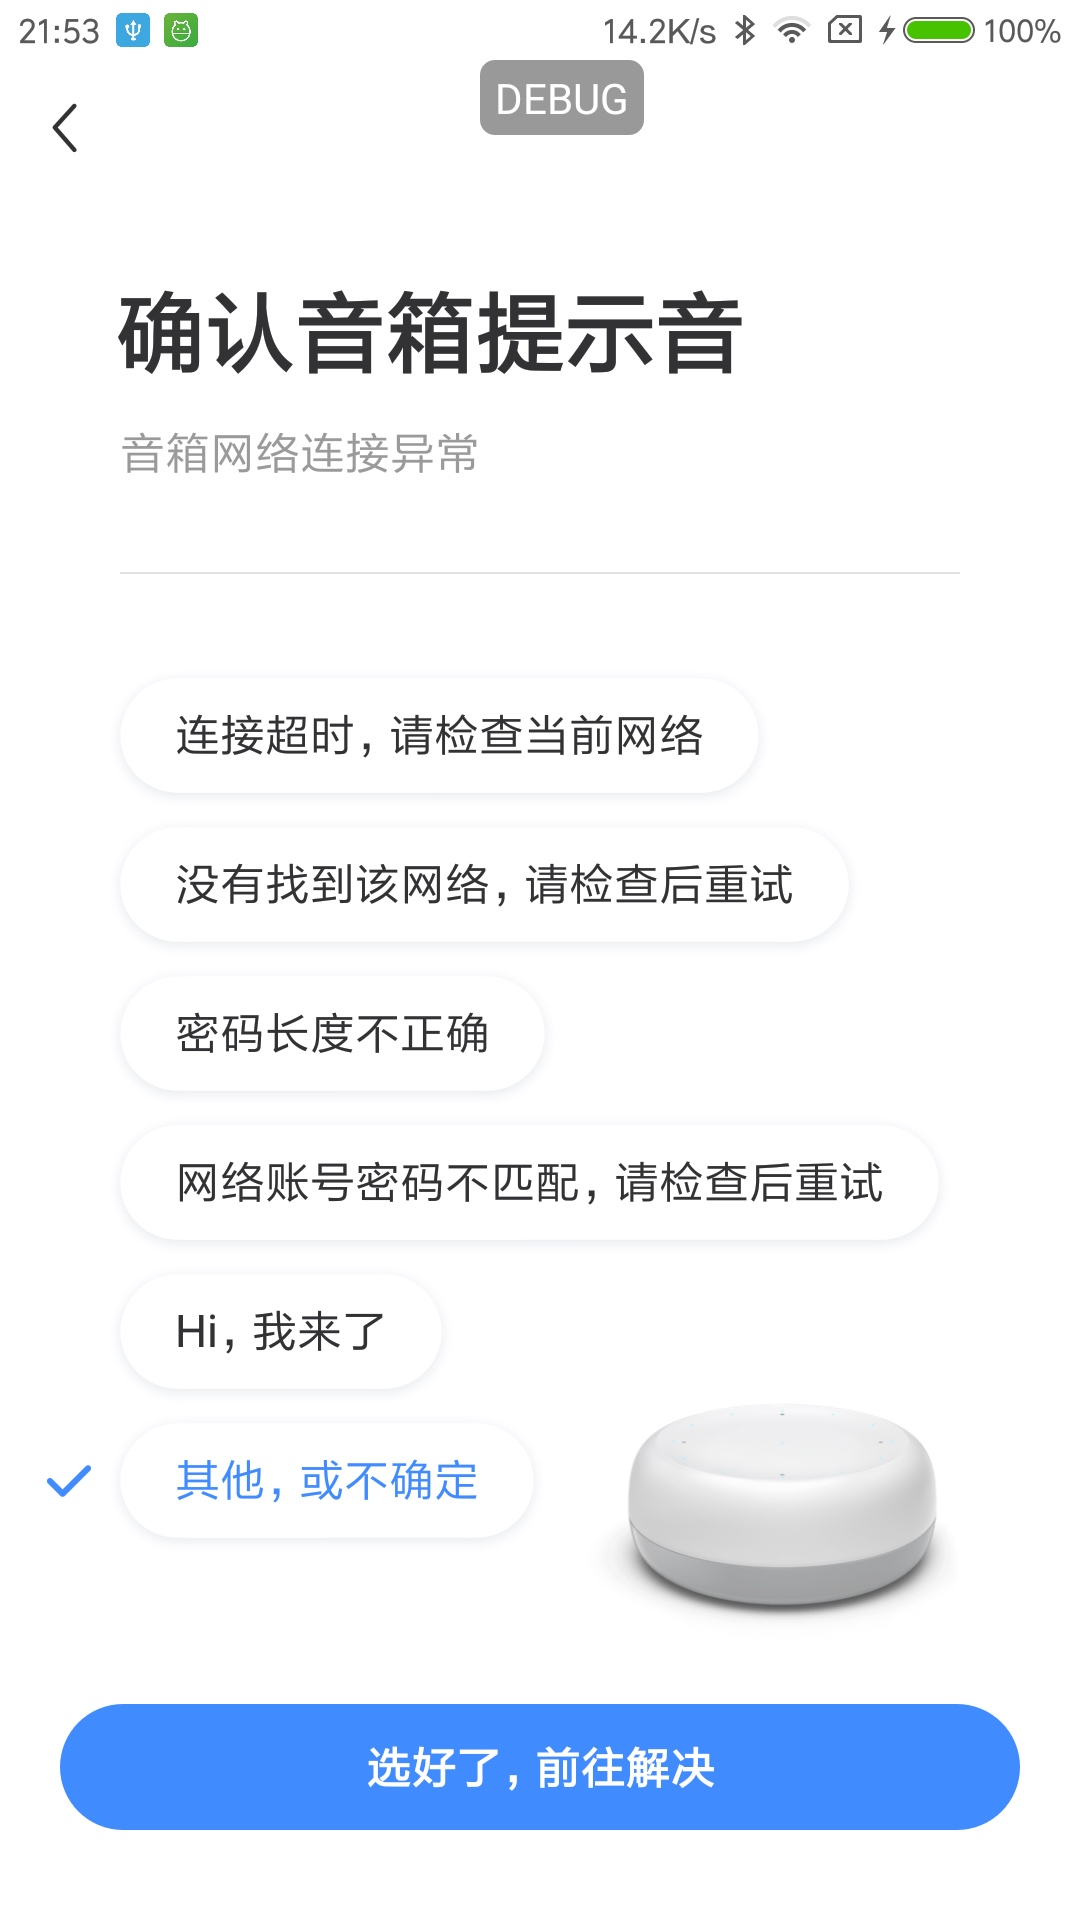 21:53 14.2K/s 100%
DEBUG
确认音箱提示音
音箱网络连接异常
连接超时，请检查当前网络
没有找到该网络，请检查后重试
密码长度不正确
网络账号密码不匹配，请检查后重试
Hi，我来了
其他，或不确定
选好了，前往解决